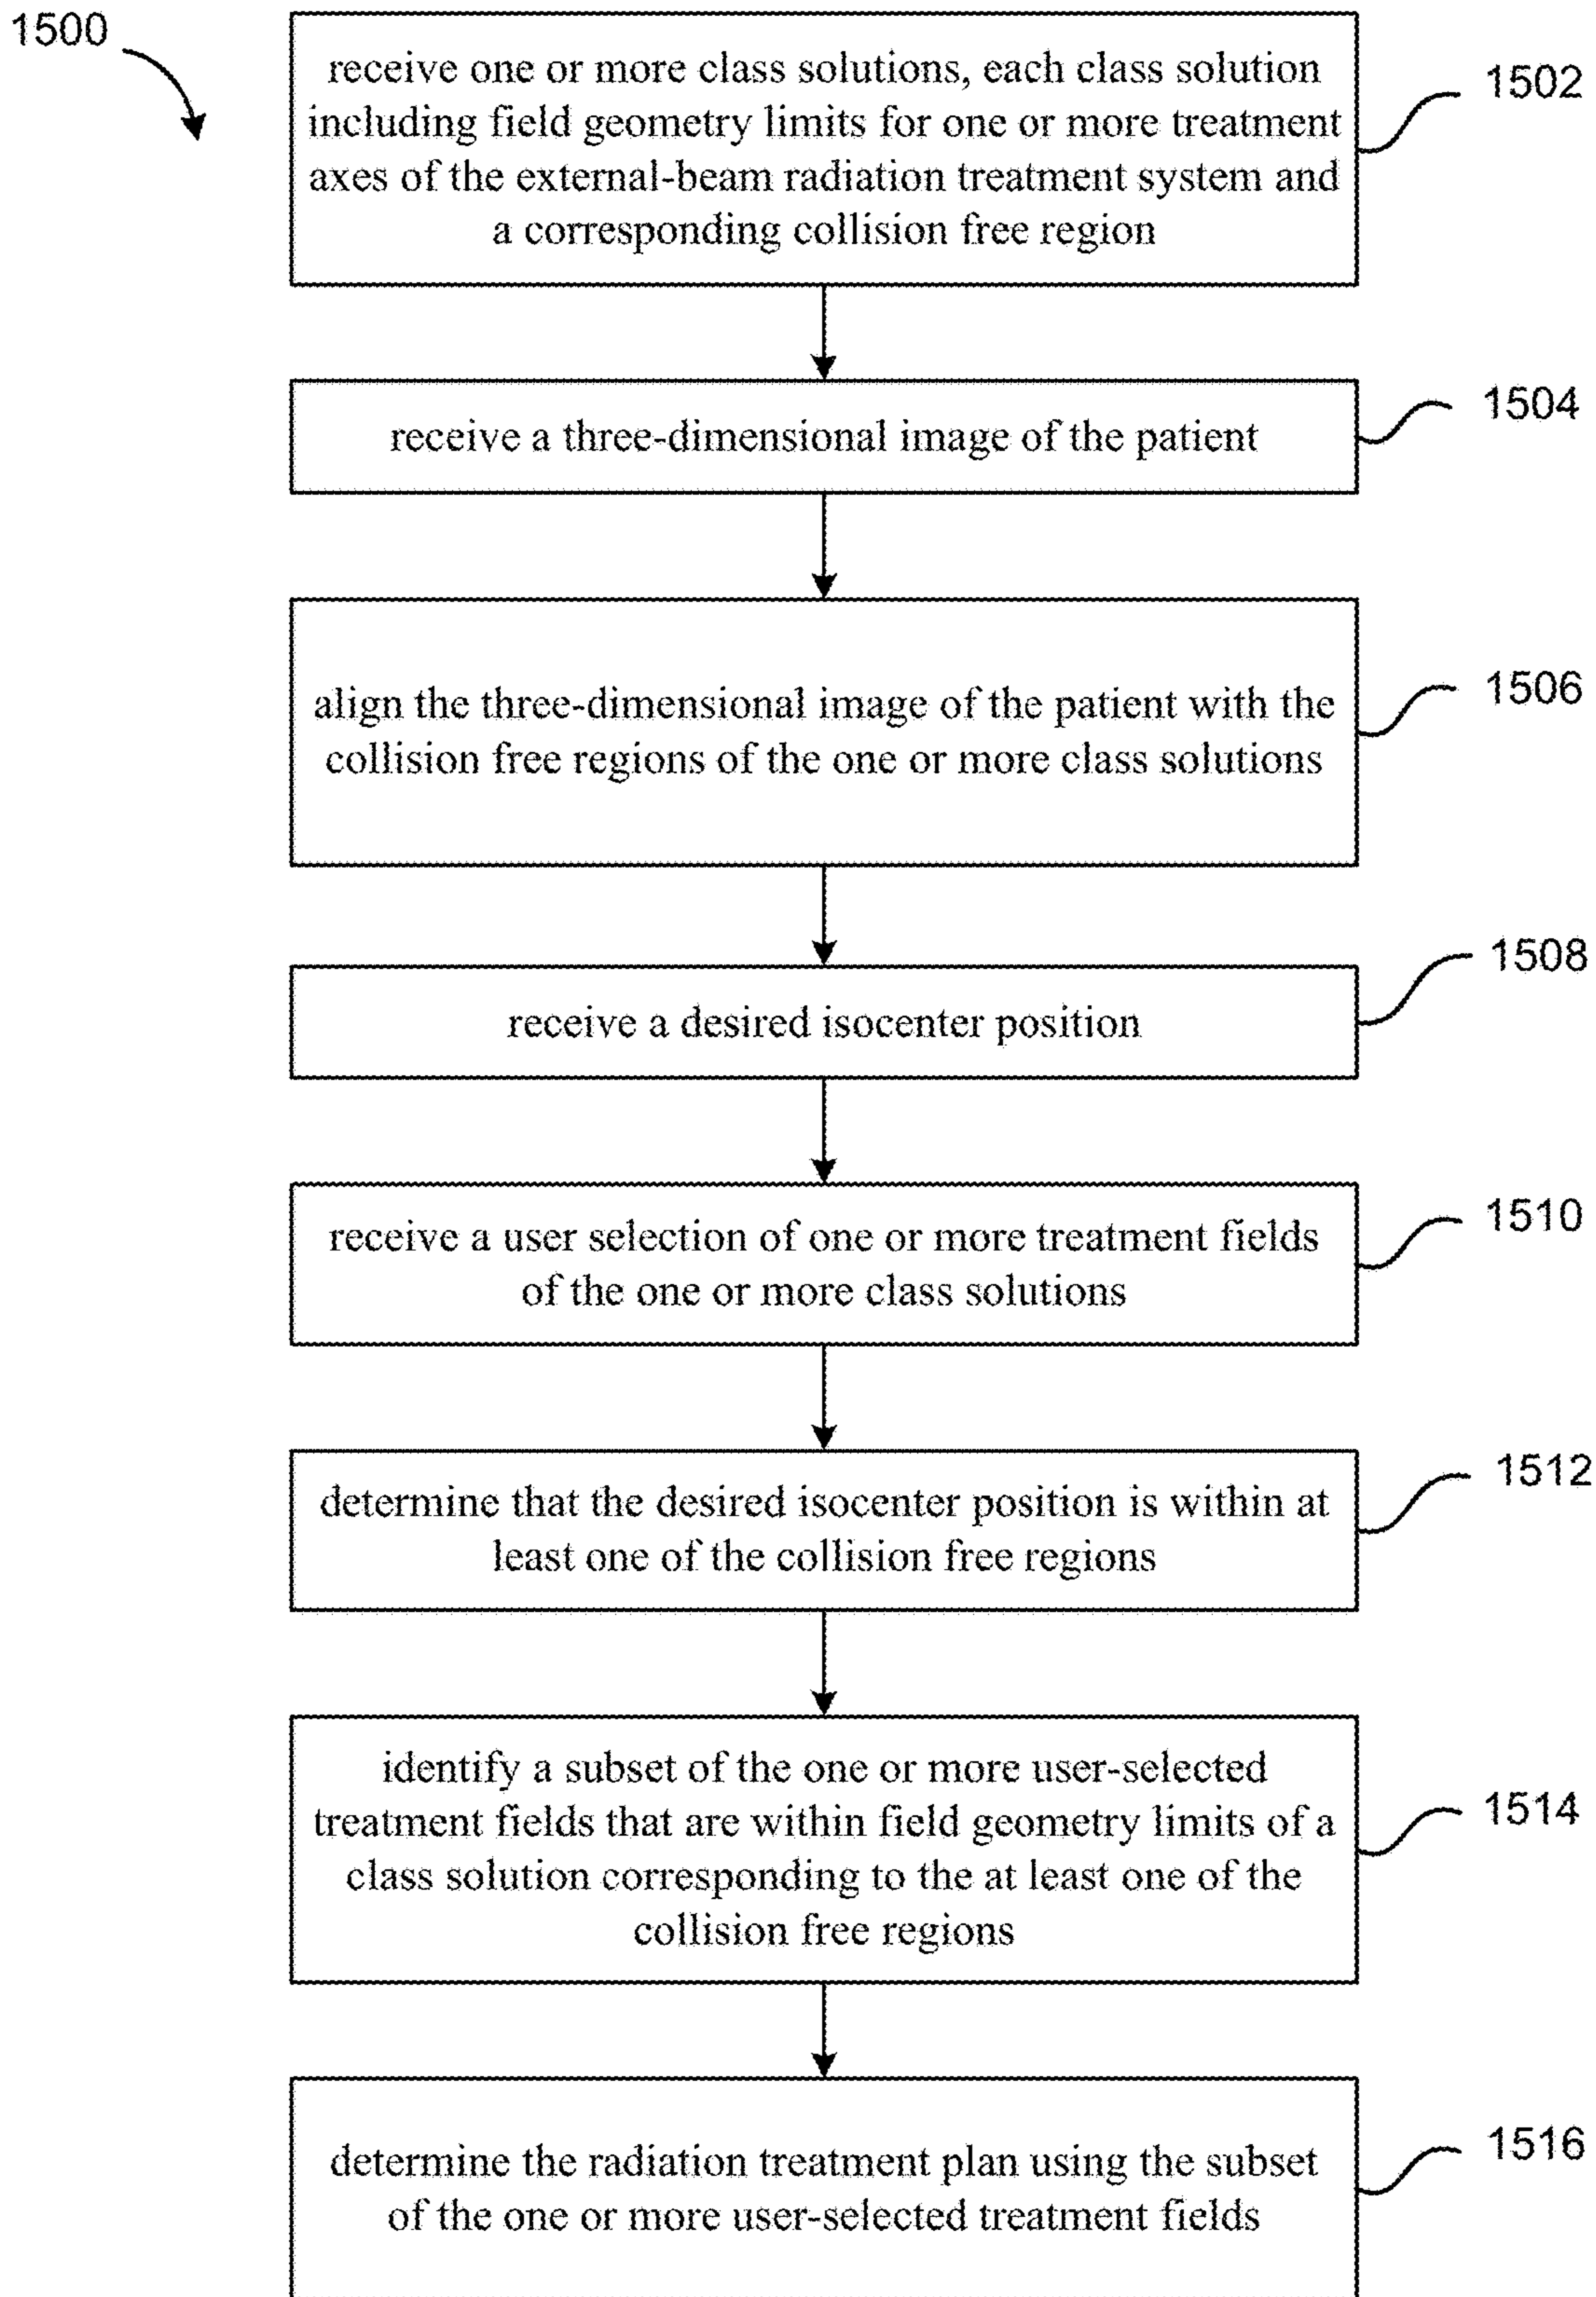 1500
receive one or more class solutions, each class solution
including field geometry limits for one or more treatment
axes of the external-beam radiation treatment system and
a corresponding collision free region
1502
receive a three-dimensional image of the patient
1504
align the three-dimensional image of the patient with the
collision free regions of the one or more class solutions
1506
receive a desired isocenter position
1508
receive a user selection of one or more treatment fields
of the one or more class solutions
1510
determine that the desired isocenter position is within at
least one of the collision free regions
1512
identify a subset of the one or more user-selected
treatment fields that are within field geometry limits of a
class solution corresponding to the at least one of the
collision free regions
1514
determine the radiation treatment plan using the subset
of the one or more user-selected treatment fields
1516